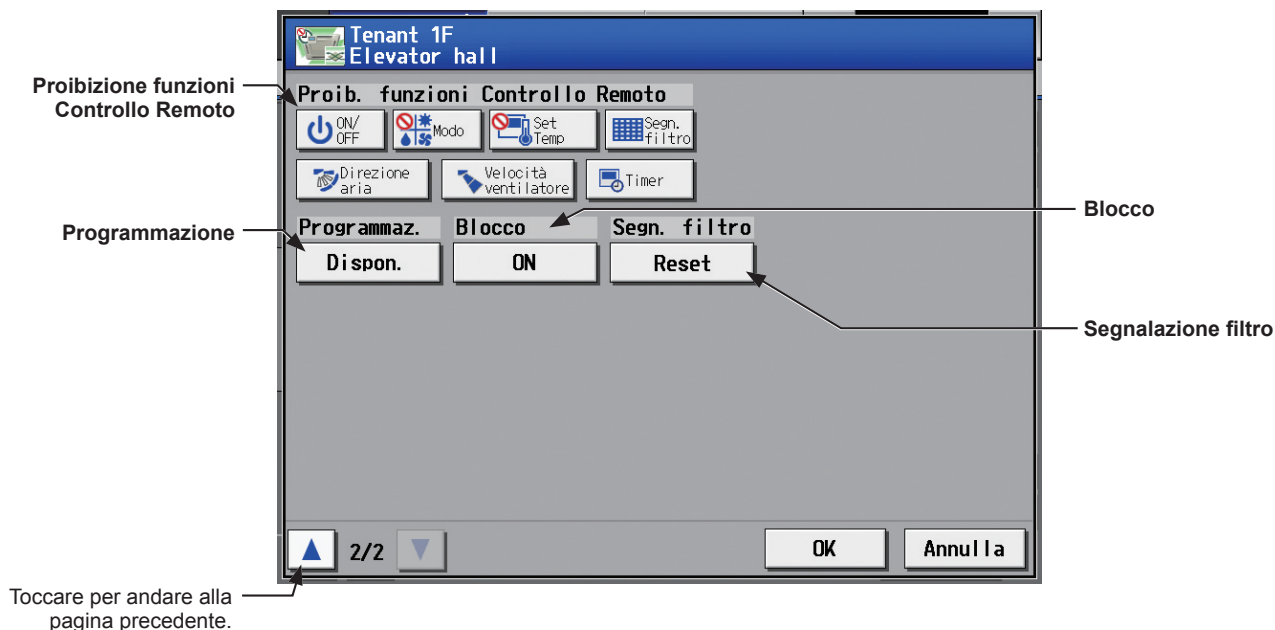 Tenant 1F
Elevator hall
Proibizione funzioni
Controllo Remoto
Proib. funzioni Controllo Remoto
ON/
OFF
Modo
Set
Temp
Segn.
filtro
Direzione
aria
Velocità
ventilatore
Timer
Blocco
Programmazione
Programmaz. Blocco Segn. filtro
Dispon. ON Reset
Segnalazione filtro
2/2 OK Annulla
Toccare per andare alla
pagina precedente.